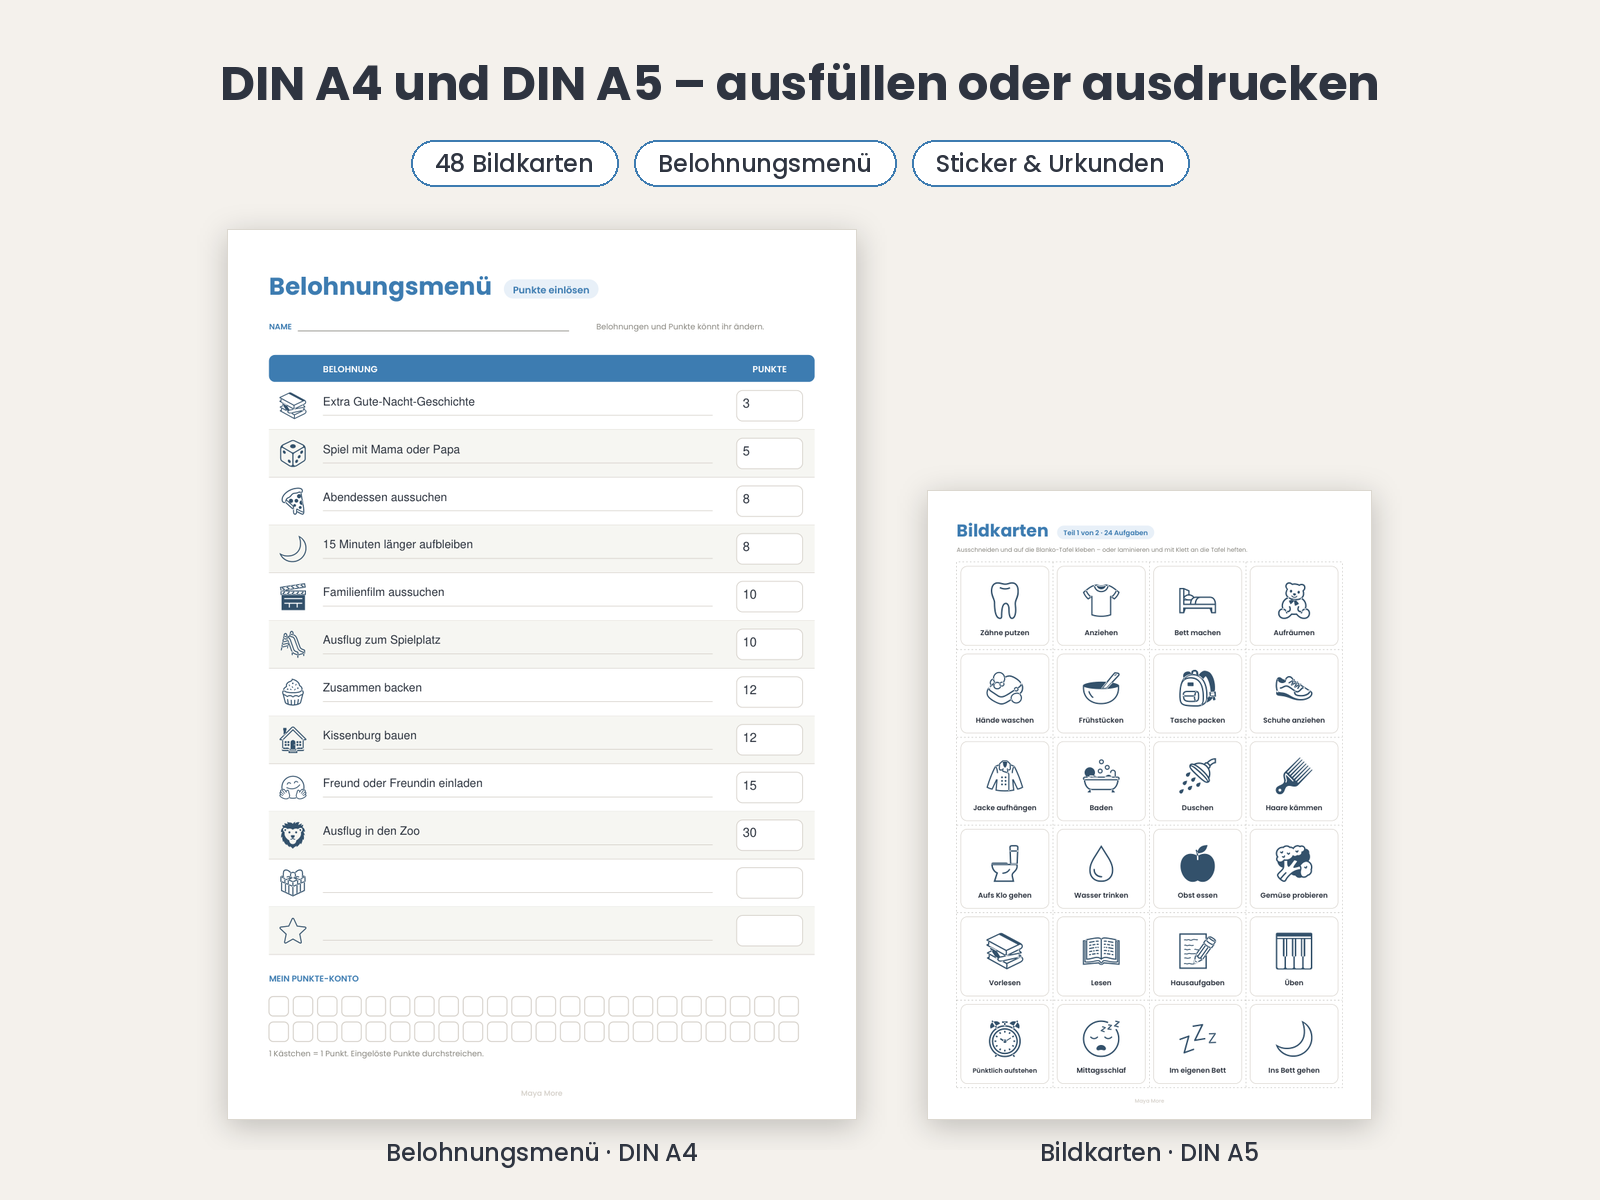 DIN A4 und DIN A5 – ausfüllen oder ausdrucken
48 Bildkarten
Belohnungsmenü
Sticker & Urkunden
Belohnungsmenü
Punkte einlösen
NAME
Belohnungen und Punkte könnt ihr ändern.
BELOHNUNG PUNKTE
Extra Gute-Nacht-Geschichte 3
Spiel mit Mama oder Papa 5
Abendessen aussuchen 8
15 Minuten länger aufbleiben 8
Familienfilm aussuchen 10
Ausflug zum Spielplatz 10
Zusammen backen 12
Kissenburg bauen 12
Freund oder Freundin einladen 15
Ausflug in den Zoo 30
MEIN PUNKTE-KONTO
1 Kästchen = 1 Punkt. Eingelöste Punkte durchstreichen.
Maya More
Belohnungsmenü · DIN A4
Bildkarten
Teil 1 von 2 · 24 Aufgaben
Ausschneiden und auf die Blanko-Tafel kleben – oder laminieren und mit Klett an die Tafel heften.
Zähne putzen
Anziehen
Bett machen
Aufräumen
Hände waschen
Frühstücken
Tasche packen
Schuhe anziehen
Jacke aufhängen
Baden
Duschen
Haare kämmen
Aufs Klo gehen
Wasser trinken
Obst essen
Gemüse probieren
Vorlesen
Lesen
Hausaufgaben
Üben
Pünktlich aufstehen
Mittagsschlaf
Im eigenen Bett
Ins Bett gehen
Maya More
Bildkarten · DIN A5